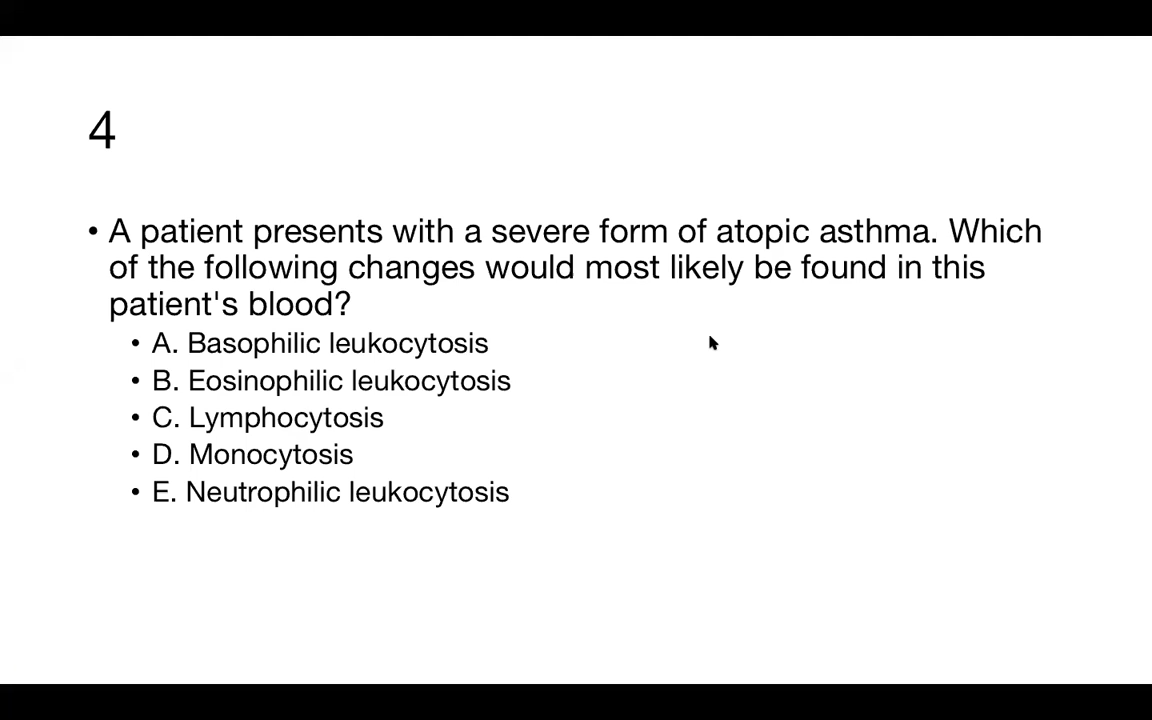 4
• A patient presents with a severe form of atopic asthma. Which
of the following changes would most likely be found in this
patient's blood?
• A. Basophilic leukocytosis
• B. Eosinophilic leukocytosis
• C. Lymphocytosis
• D. Monocytosis
• E. Neutrophilic leukocytosis